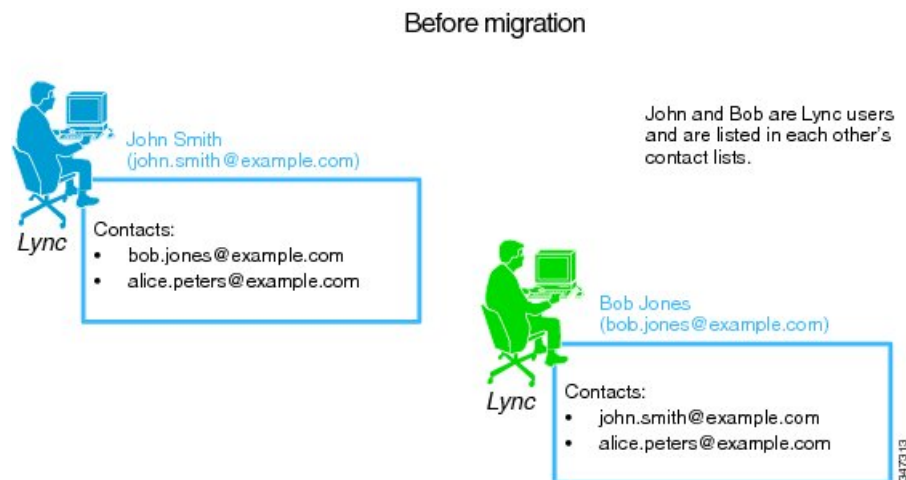 Before migration
John Smith
(john.smith@example.com)
John and Bob are Lync users
and are listed in each other's
contact lists.
Lync
Contacts:
• bob.jones@example.com
• alice.peters@example.com
Bob Jones
(bob.jones@example.com)
Lync
Contacts:
• john.smith@example.com
• alice.peters@example.com
347313